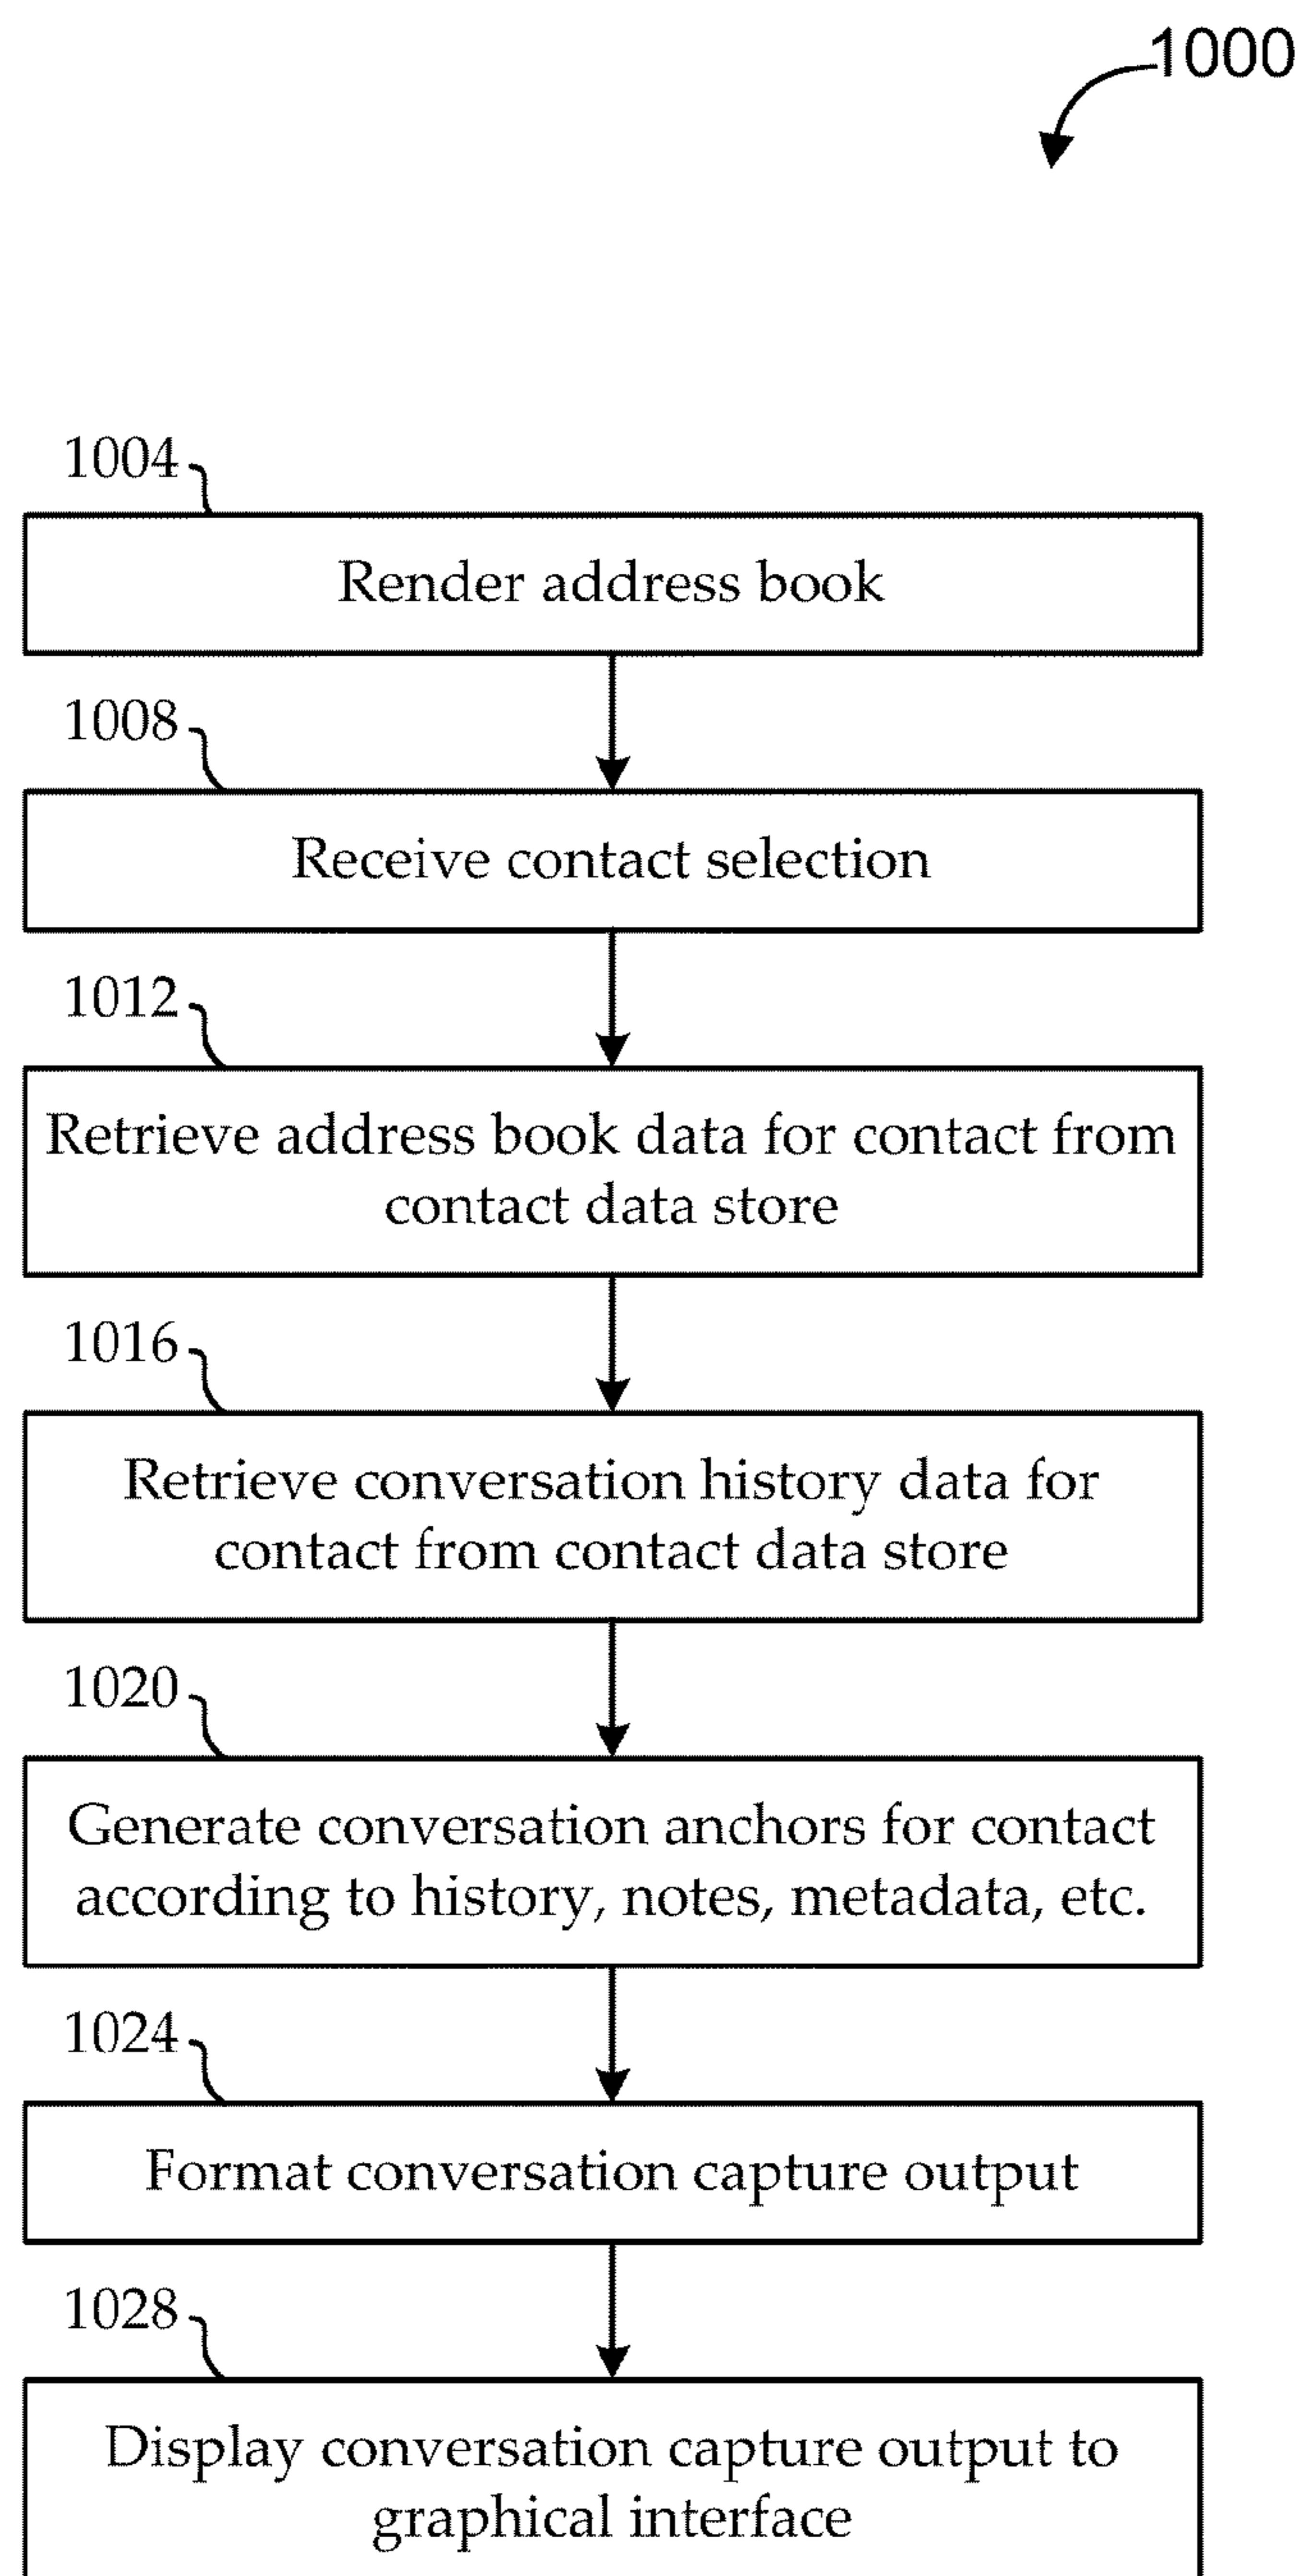 1000
1004
Render address book
1008
Receive contact selection
1012
Retrieve address book data for contact from
contact data store
1016
Retrieve conversation history data for
contact from contact data store
1020
Generate conversation anchors for contact
according to history, notes, metadata, etc.
1024
Format conversation capture output
1028
Display conversation capture output to
graphical interface